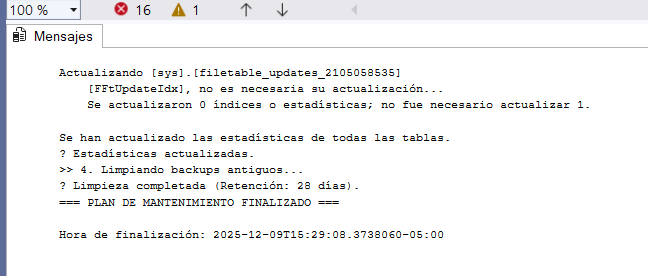 100 % 16 1
Mensajes
Actualizando [sys].[filetable_updates_2105058535]
[FFtUpdateIdx], no es necesaria su actualización...
Se actualizaron 0 índices o estadísticas; no fue necesario actualizar 1.
Se han actualizado las estadísticas de todas las tablas.
? Estadísticas actualizadas.
>> 4. Limpiando backups antiguos...
? Limpieza completada (Retención: 28 días).
=== PLAN DE MANTENIMIENTO FINALIZADO ===
Hora de finalización: 2025-12-09T15:29:08.3738060-05:00